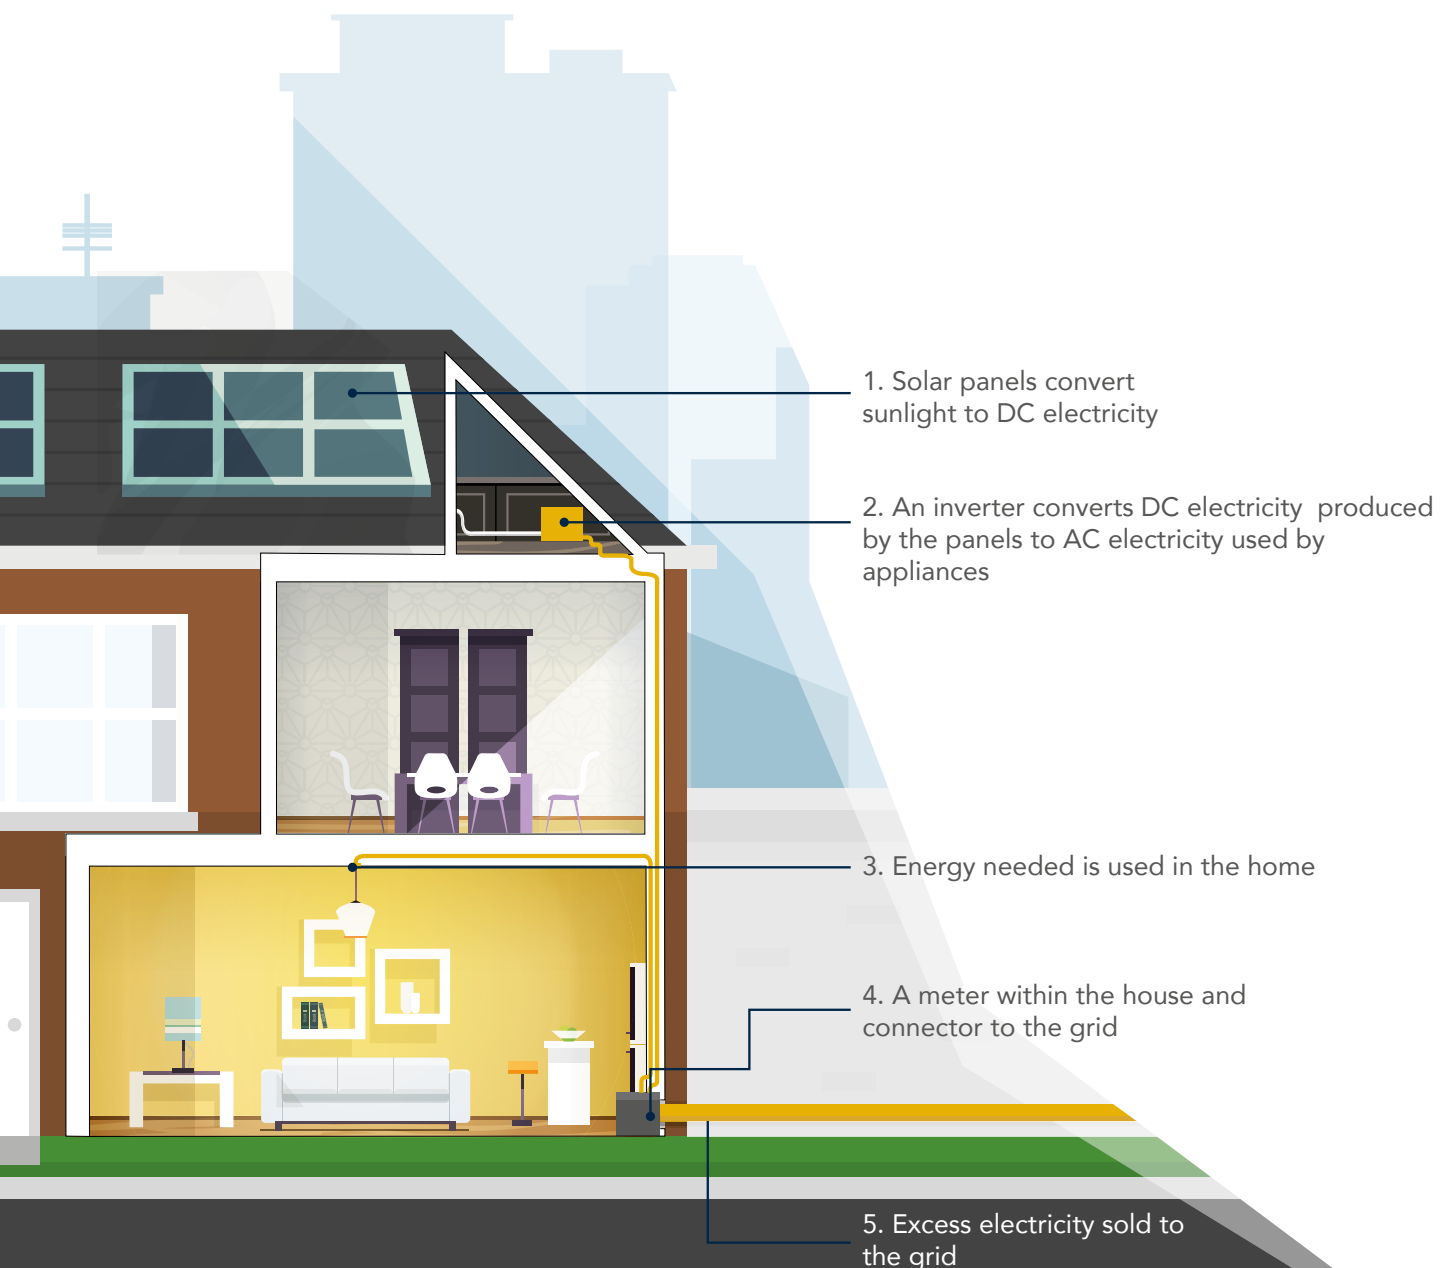 1. Solar panels convert
sunlight to DC electricity
2. An inverter converts DC electricity  produced
by the panels to AC electricity used by
appliances
3. Energy needed is used in the home
4. A meter within the house and
connector to the grid
5. Excess electricity sold to
the grid